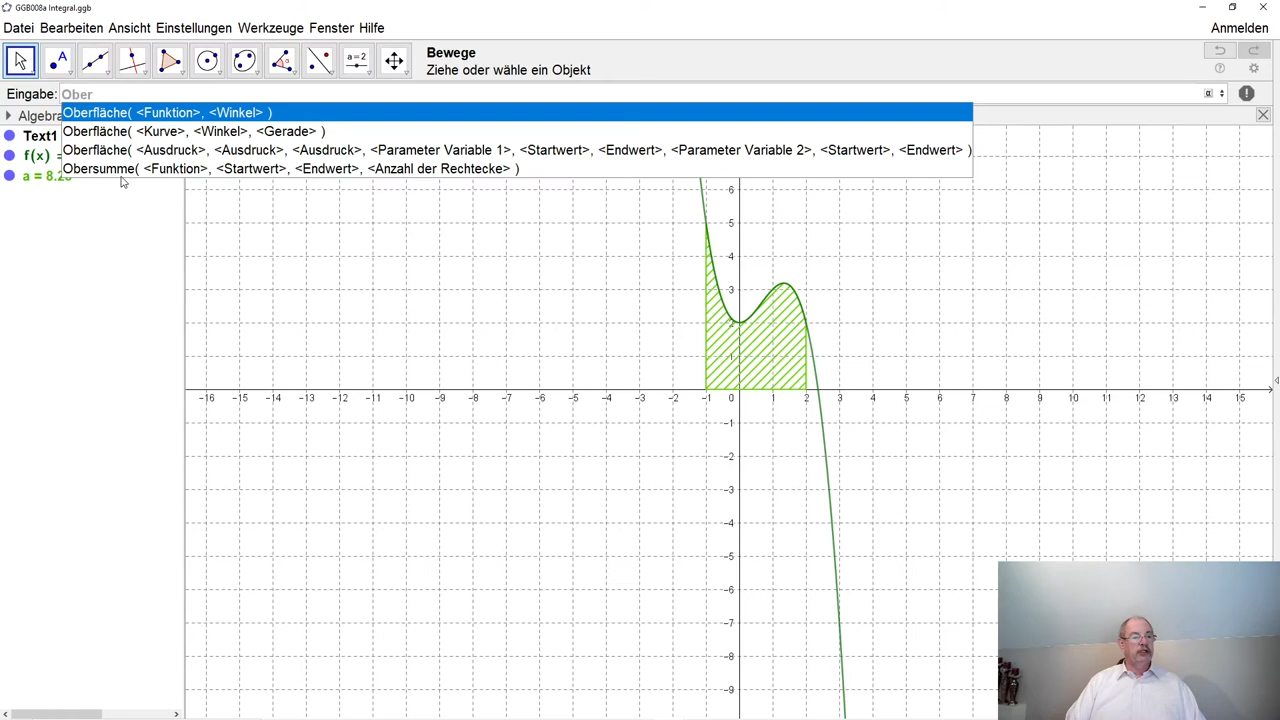 GGB008a Integral.ggb
Datei Bearbeiten Ansicht Einstellungen Werkzeuge Fenster Hilfe
Anmelden
A
a=2
Bewege
Ziehe oder wähle ein Objekt
Eingabe: Ober
Oberfläche( <Funktion>, <Winkel> )
Oberfläche( <Kurve>, <Winkel>, <Gerade> )
Oberfläche( <Ausdruck>, <Ausdruck>, <Ausdruck>, <Parameter Variable 1>, <Startwert>, <Endwert>, <Parameter Variable 2>, <Startwert>, <Endwert> )
Obersumme( <Funktion>, <Startwert>, <Endwert>, <Anzahl der Rechtecke> )
Algebra
Text1
f(x) =
a = 8.25
6
5
4
3
2
1
-16 -15 -14 -13 -12 -11 -10 -9 -8 -7 -6 -5 -4 -3 -2 -1 0 1 2 3 4 5 6 7 8 9 10 11 12 13 14 15
-1
-2
-3
-4
-5
-6
-7
-8
-9